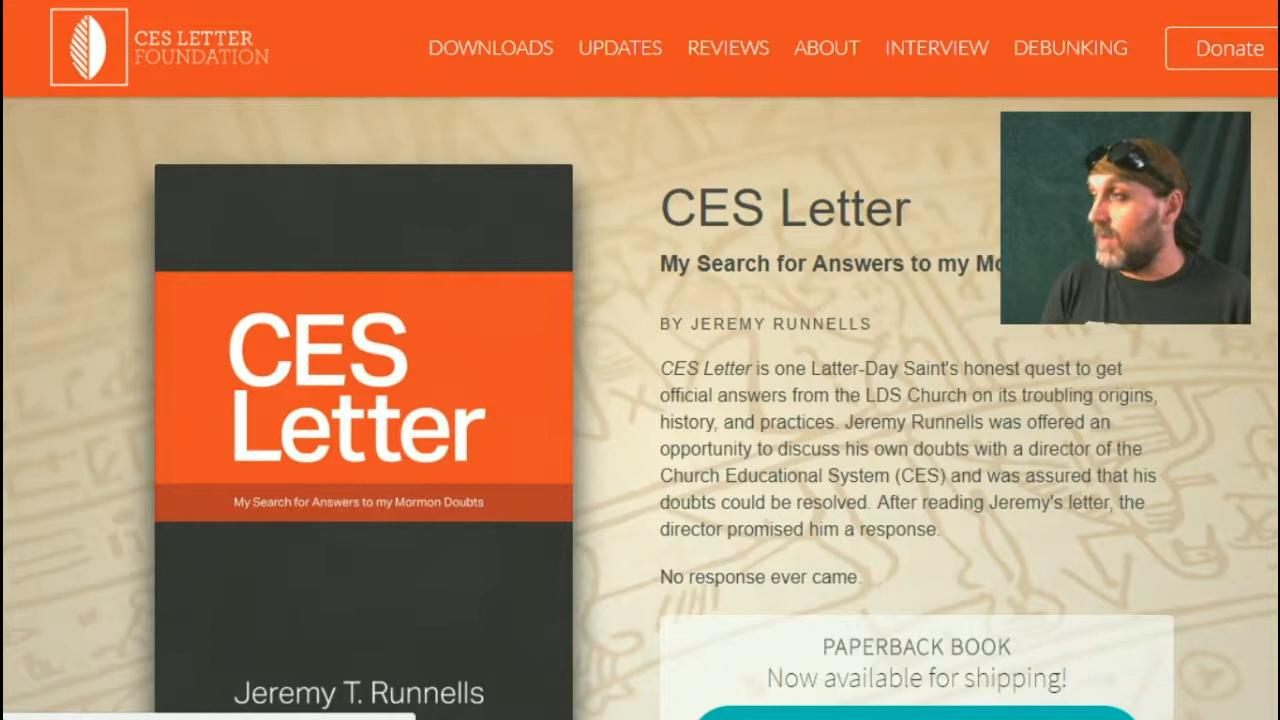 CES LETTER
FOUNDATION
DOWNLOADS UPDATES REVIEWS ABOUT INTERVIEW DEBUNKING Donate
CES
Letter
My Search for Answers to my Mormon Doubts
Jeremy T. Runnells
CES Letter
My Search for Answers to my
BY JEREMY RUNNELLS
CES Letter is one Latter-Day Saint's honest quest to get
official answers from the LDS Church on its troubling origins,
history, and practices. Jeremy Runnells was offered an
opportunity to discuss his own doubts with a director of the
Church Educational System (CES) and was assured that his
doubts could be resolved. After reading Jeremy's letter, the
director promised him a response.
No response ever came.
PAPERBACK BOOK
Now available for shipping!